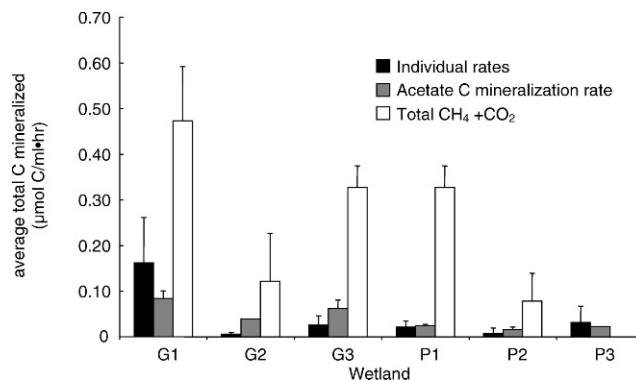 average total C mineralized
(µmol C/ml•hr)
0.70
0.60
0.50
0.40
0.30
0.20
0.10
0
Individual rates
Acetate C mineralization rate
Total CH₄ +CO₂
G1 G2 G3 P1 P2 P3
Wetland